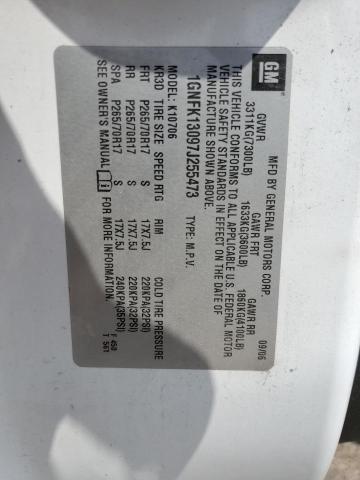 GM
MFD BY GENERAL MOTORS CORP. 09/06
GVWR GAWR FRT GAWR RR
3311KG(7300LB) 1633KG(3600LB) 1860KG(4100LB)
THIS VEHICLE CONFORMS TO ALL APPLICABLE U.S. FEDERAL MOTOR
VEHICLE SAFETY STANDARDS IN EFFECT ON THE DATE OF
MANUFACTURE SHOWN ABOVE.
1GNFK13097J255473 TYPE: M.P.V.
MODEL: K10706
KR3D TIRE SIZE SPEED RTG RIM COLD TIRE PRESSURE
FRT P265/70R17 S 17X7.5J 220KPA(32PSI)
RR P265/70R17 S 17X7.5J 220KPA(32PSI)
SPA P265/70R17 S 17X7.5J 240KPA(35PSI)
SEE OWNER'S MANUAL FOR MORE INFORMATION.
F 450
T 561